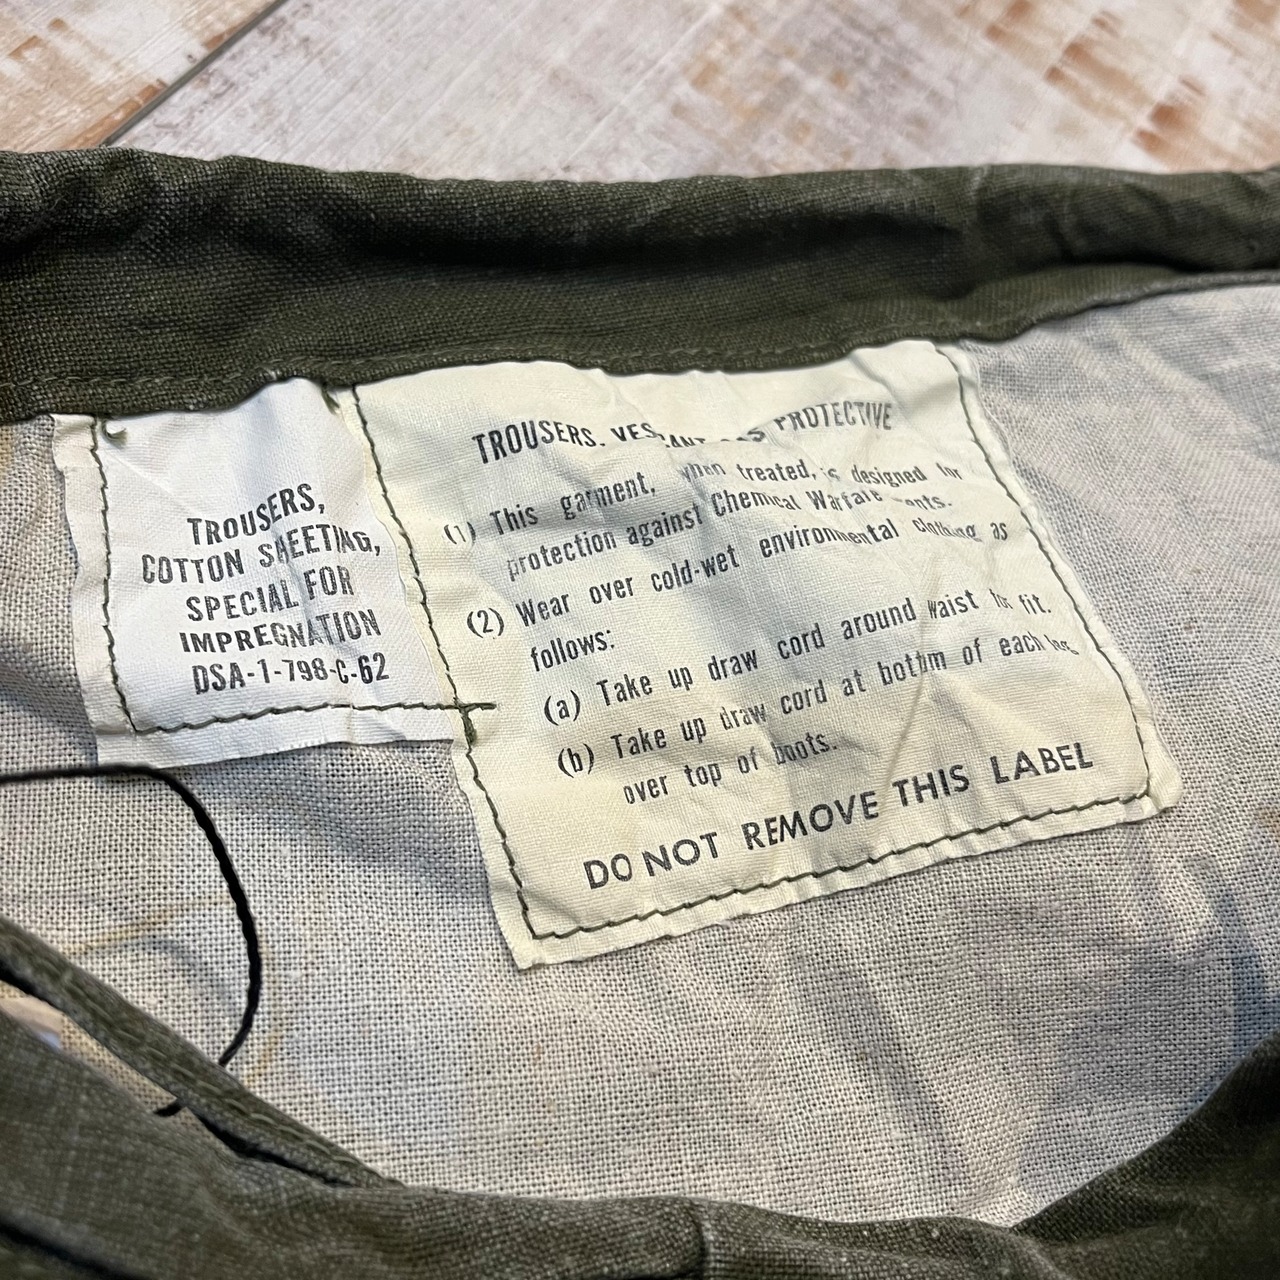 TROUSERS,
COTTON SHEETING,
SPECIAL FOR
IMPREGNATION
DSA-1-798-C-62
TROUSERS. PROTECTIVE
(1) This garment, when treated, is designed for
protection against Chemical Warfare
(2) Wear over cold-wet environmental clothing as
follows:
(a) Take up draw cord around waist for fit.
(b) Take up draw cord at bottom of each leg
over top of boots.
DO NOT REMOVE THIS LABEL